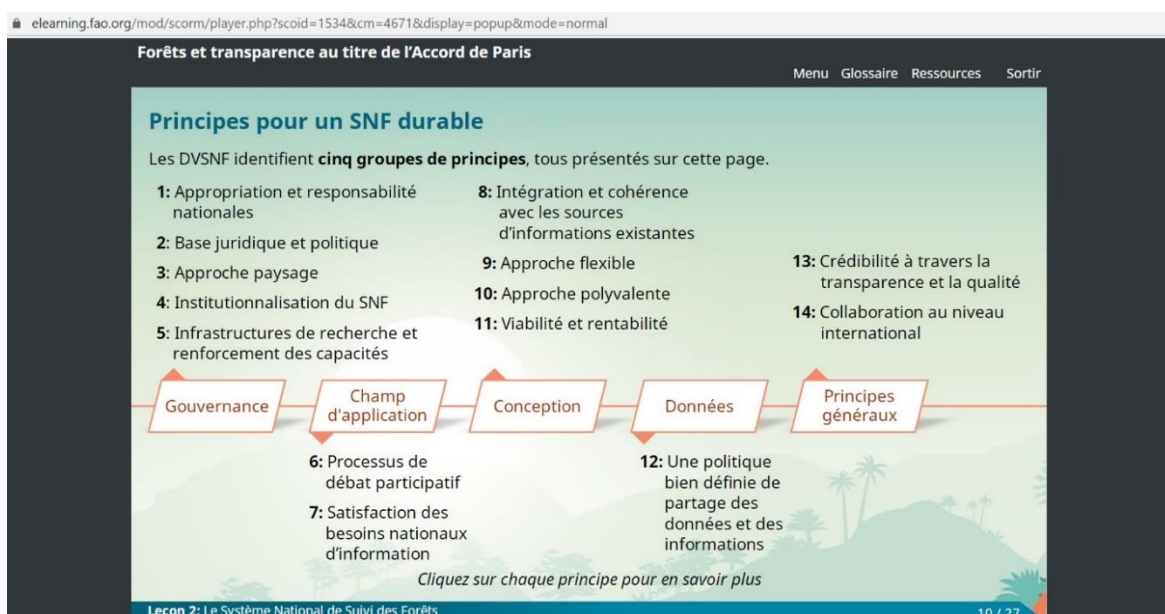 elearning.fao.org/mod/scorm/player.php?scoid=1534&cm=4671&display=popup&mode=normal
Forêts et transparence au titre de l'Accord de Paris
Menu Glossaire Ressources Sortir
Principes pour un SNF durable
Les DVSNF identifient cinq groupes de principes, tous présentés sur cette page.
1: Appropriation et responsabilité
nationales
2: Base juridique et politique
3: Approche paysage
4: Institutionnalisation du SNF
5: Infrastructures de recherche et
renforcement des capacités
8: Intégration et cohérence
avec les sources
d'informations existantes
9: Approche flexible
10: Approche polyvalente
11: Viabilité et rentabilité
13: Crédibilité à travers la
transparence et la qualité
14: Collaboration au niveau
international
Gouvernance
Champ
d'application
Conception
Données
Principes
généraux
6: Processus de
débat participatif
7: Satisfaction des
besoins nationaux
d'information
12: Une politique
bien définie de
partage des
données et des
informations
Cliquez sur chaque principe pour en savoir plus
Leçon 2: Le Système National de Suivi des Forêts
10 / 27